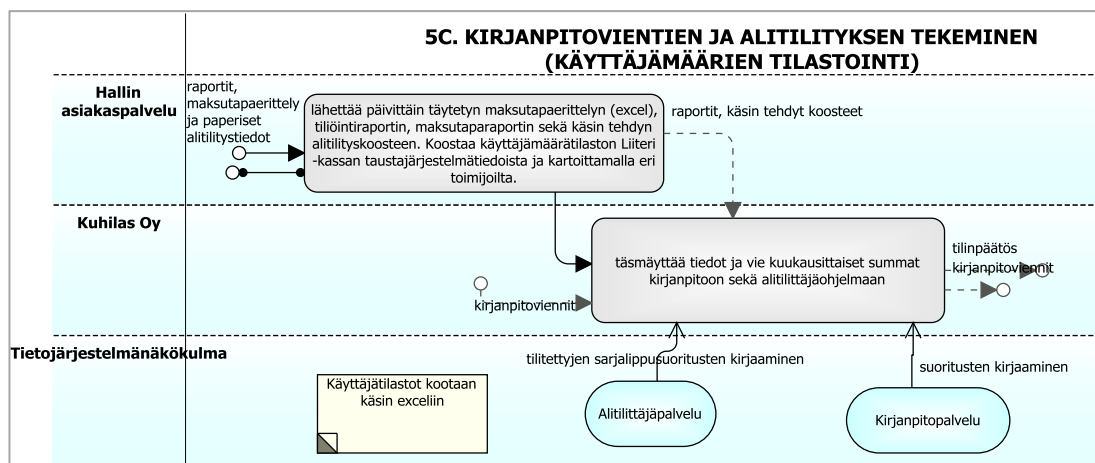 5C. KIRJANPITOVIENTIEN JA ALITILITYKSEN TEKEMINEN
(KÄYTTÄJÄMÄÄRIEN TILASTOINTI)
Hallin
asiakaspalvelu
raportit,
maksutapaerittely
ja paperiset
alitilitystiedot
lähettää päivittäin täytetyn maksutapaerittelyn (excel),
tiliöintiraportin, maksutaparaportin sekä käsin tehdyn
alitilityskoosteen. Koostaa käyttäjämäärätilaston Liiteri
-kassan taustajärjestelmätiedoista ja kartoittamalla eri
toimijoilta.
raportit, käsin tehdyt koosteet
Kuhilas Oy
täsmäyttää tiedot ja vie kuukausittaiset summat
kirjanpitoon sekä alitilittäjäohjelmaan
tilinpäätös
kirjanpitoviennit
kirjanpitoviennit
Tietojärjestelmänäkökulma
tilitettyjen sarjalippusuoritusten kirjaaminen
suoritusten kirjaaminen
Käyttäjätilastot kootaan
käsin exceliin
Alitilittäjäpalvelu
Kirjanpitopalvelu